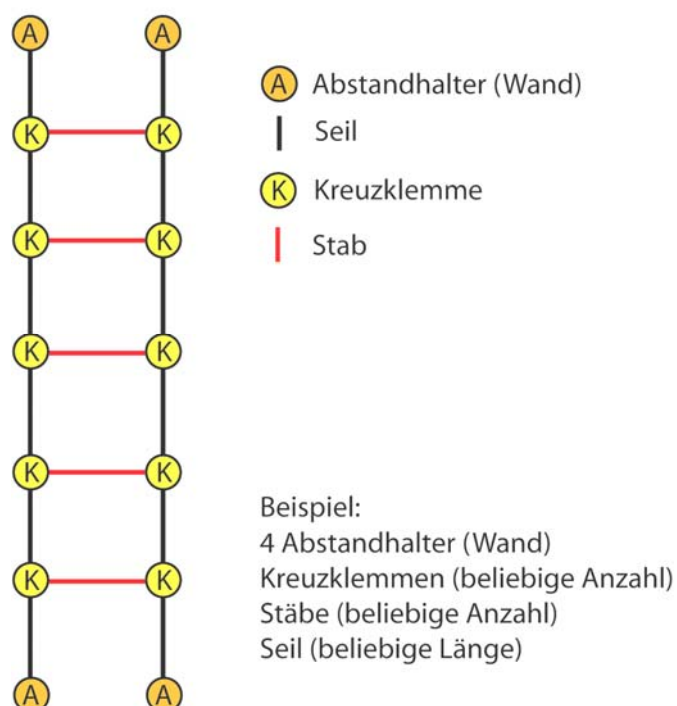 A A
A Abstandhalter (Wand)
Seil
K K
K Kreuzklemme
K K
Stab
K K
K K
Beispiel:
4 Abstandhalter (Wand)
Kreuzklemmen (beliebige Anzahl)
K K
Stäbe (beliebige Anzahl)
Seil (beliebige Länge)
A A